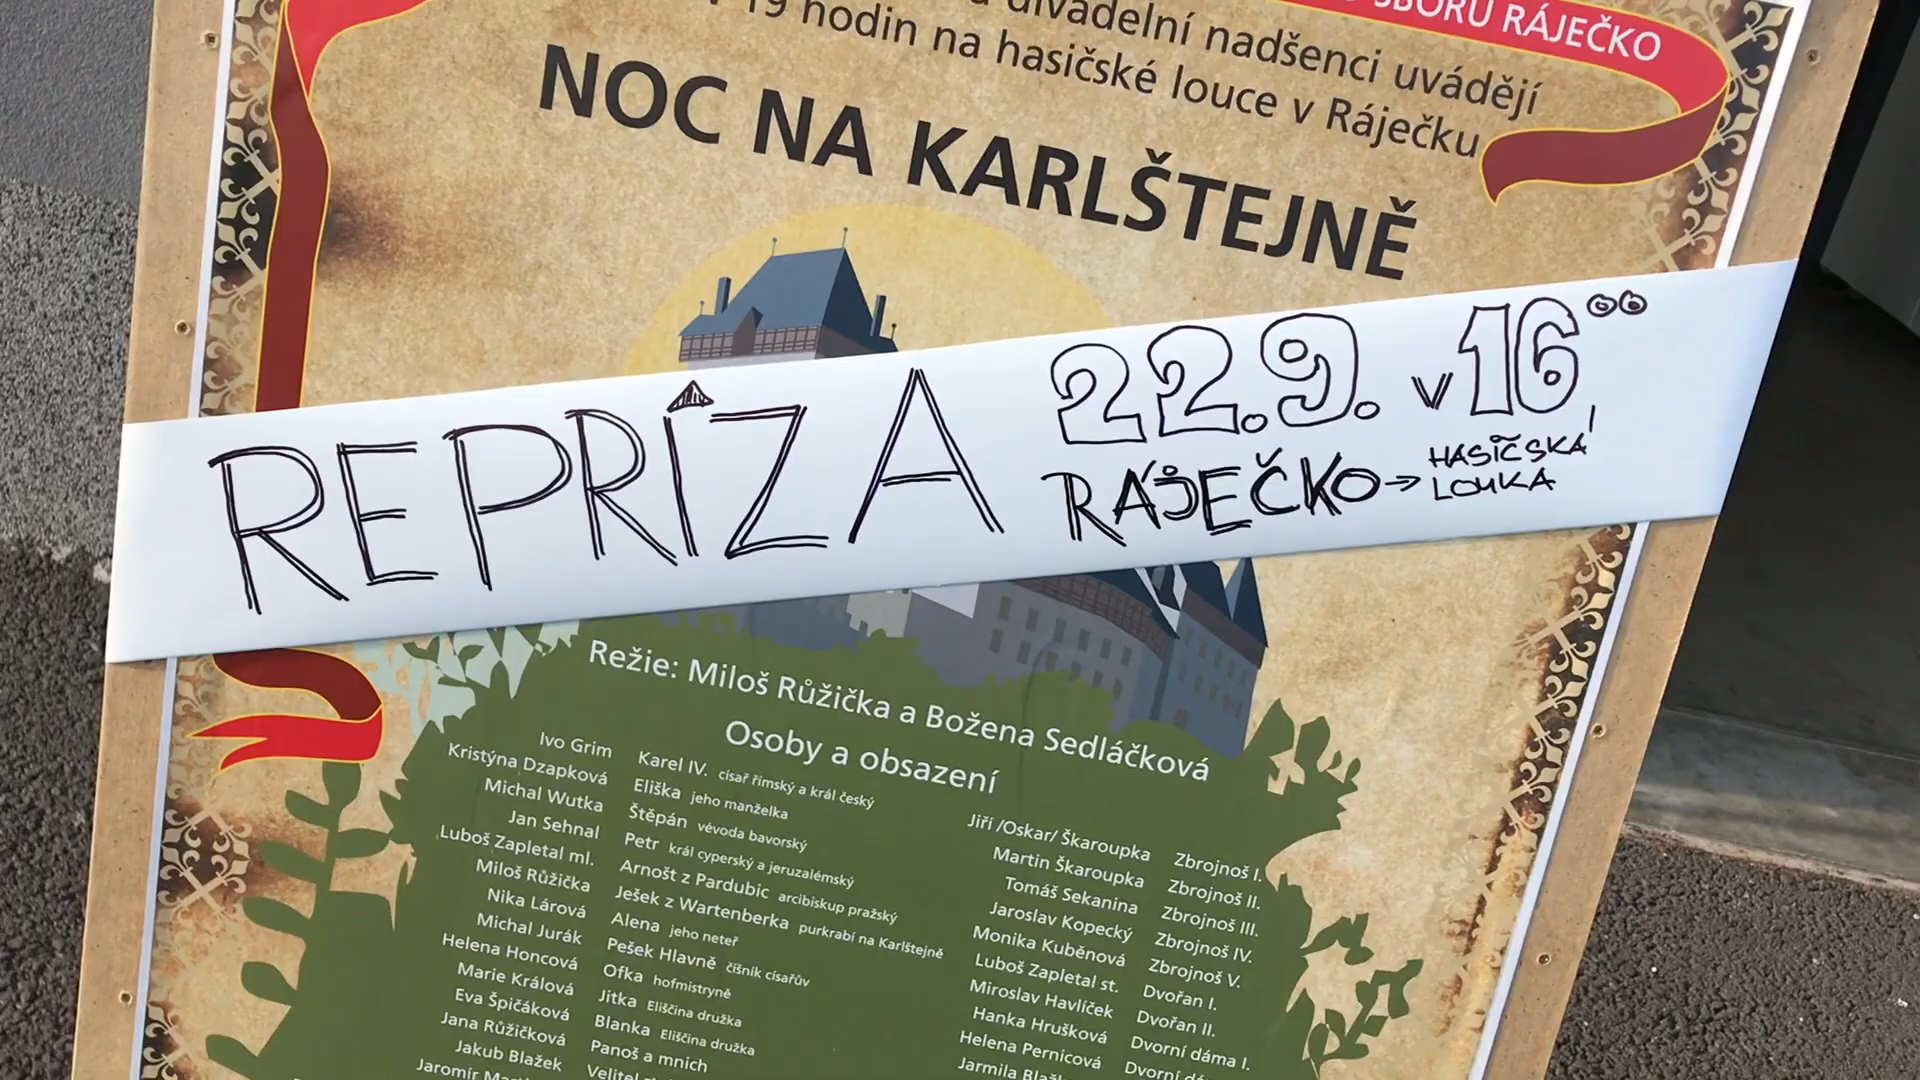 SBORU RÁJEČKO
divadelní nadšenci uvádějí
19 hodin na hasičské louce v Ráječku
NOC NA KARLŠTEJNĚ
REPRÍZA 22.9. v 16⁰⁰
RÁJEČKO → HASIČSKÁ
LOUKA
Režie: Miloš Růžička a Božena Sedláčková
Osoby a obsazení
Ivo Grim Karel IV. císař římský a král český
Kristýna Dzapková Eliška jeho manželka
Michal Wutka Štěpán vévoda bavorský
Jan Sehnal Petr král cyperský a jeruzalémský
Luboš Zapletal ml. Arnošt z Pardubic arcibiskup pražský
Miloš Růžička Ješek z Wartenberka purkrabí na Karlštejně
Nika Lárová Alena jeho neteř
Michal Jurák Pešek Hlavně číšník císařův
Helena Honcová Ofka hofmistryně
Marie Králová Jitka Eliščina družka
Eva Špičáková Blanka Eliščina družka
Jana Růžičková Panoš a mnich
Jakub Blažek Velitel
Jaromír
Jiří /Oskar/ Škaroupka Zbrojnoš I.
Martin Škaroupka Zbrojnoš II.
Tomáš Sekanina Zbrojnoš III.
Jaroslav Kopecký Zbrojnoš IV.
Monika Kuběnová Zbrojnoš V.
Luboš Zapletal st. Dvořan I.
Miroslav Havlíček Dvořan II.
Hanka Hrušková Dvorní dáma I.
Helena Pernicová Dvorní
Jarmila